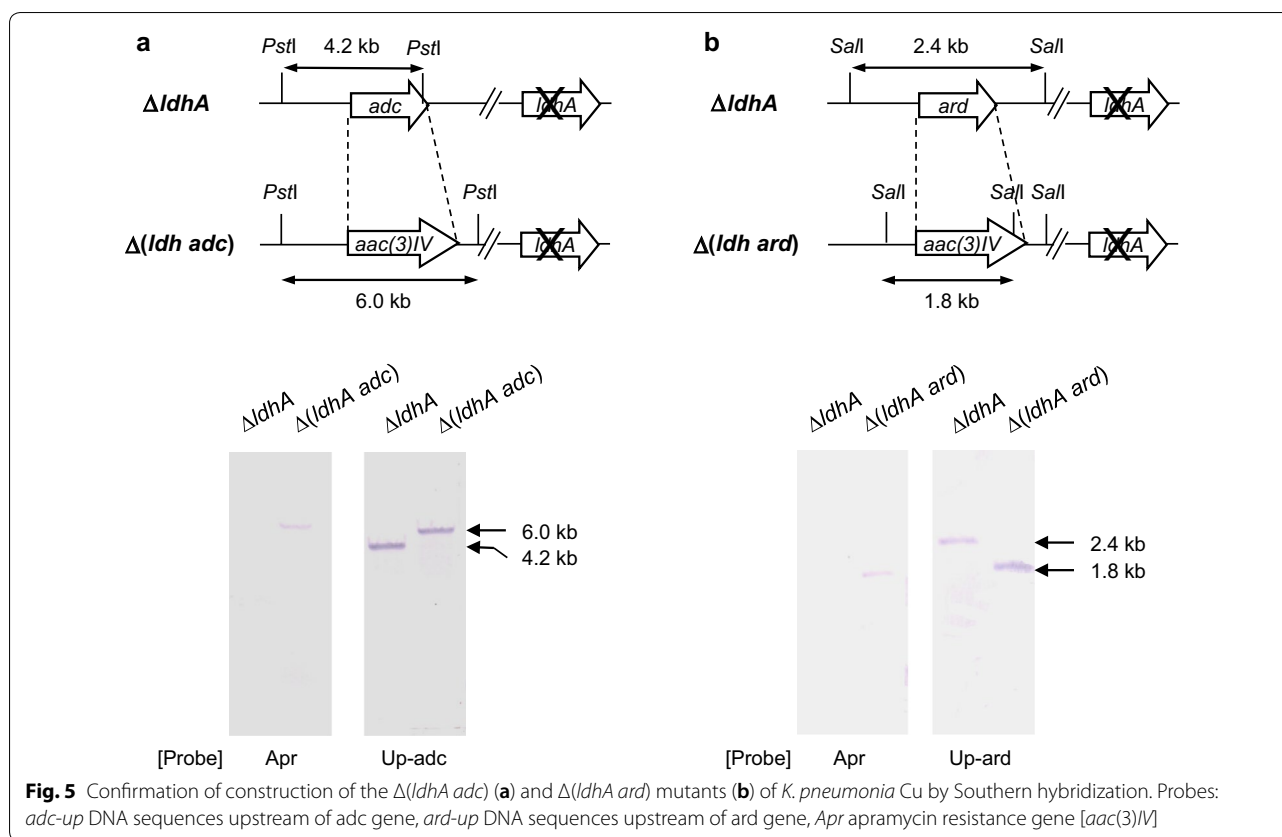 a
PstI 4.2 kb PstI
ΔldhA adc ldhA
PstI PstI
Δ(ldh adc) aac(3)IV ldhA
6.0 kb
ΔldhA Δ(ldhA adc) ΔldhA Δ(ldhA adc)
6.0 kb
4.2 kb
[Probe] Apr Up-adc
b
SalI 2.4 kb SalI
ΔldhA ard ldhA
SalI SalI SalI
Δ(ldh ard) aac(3)IV ldhA
1.8 kb
ΔldhA Δ(ldhA ard) ΔldhA Δ(ldhA ard)
2.4 kb
1.8 kb
[Probe] Apr Up-ard
Fig. 5 Confirmation of construction of the Δ(ldhA adc) (a) and Δ(ldhA ard) mutants (b) of K. pneumonia Cu by Southern hybridization. Probes:
adc-up DNA sequences upstream of adc gene, ard-up DNA sequences upstream of ard gene, Apr apramycin resistance gene [aac(3)IV]